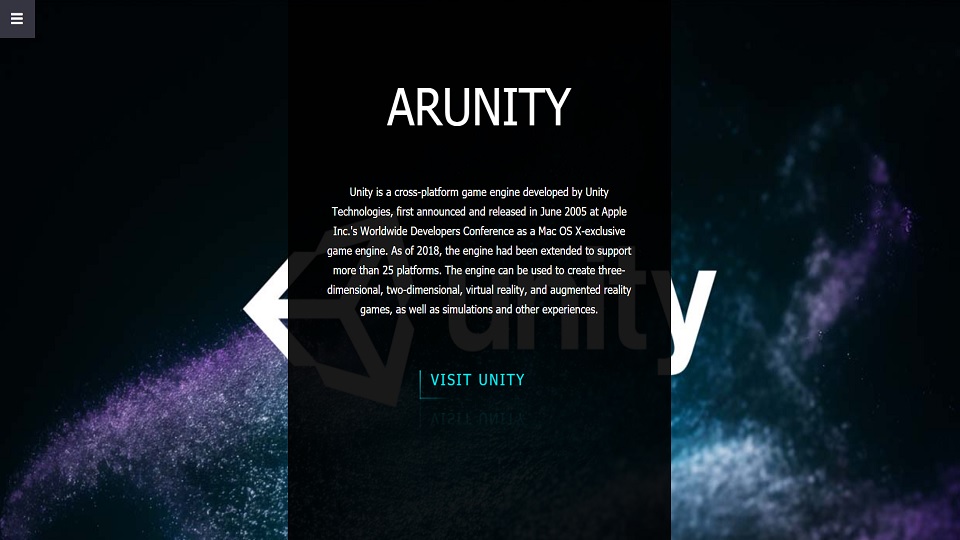 ARUNITY
Unity is a cross-platform game engine developed by Unity
Technologies, first announced and released in June 2005 at Apple
Inc.'s Worldwide Developers Conference as a Mac OS X-exclusive
game engine. As of 2018, the engine had been extended to support
more than 25 platforms. The engine can be used to create three-
dimensional, two-dimensional, virtual reality, and augmented reality
games, as well as simulations and other experiences.
unity
VISIT UNITY